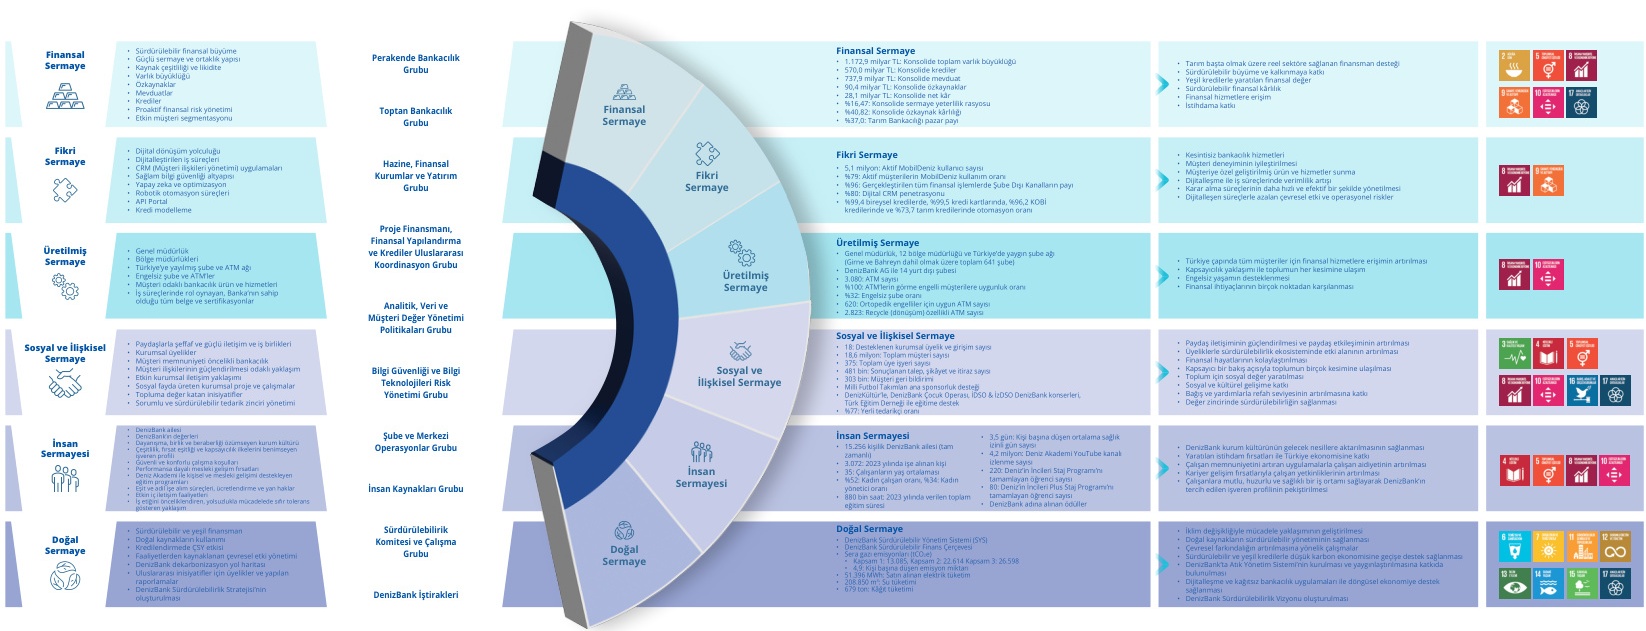 Finansal
Sermaye
Sürdürülebilir finansal büyüme
Güçlü sermaye ve ortaklık yapısı
Kaynak çeşitliliği ve likidite
Varlık büyüklüğü
Özkaynaklar
Mevduatlar
Krediler
Proaktif finansal risk yönetimi
Etkin müşteri segmentasyonu
Fikri
Sermaye
Dijital dönüşüm yolculuğu
Dijitalleştirilen iş süreçleri
CRM (Müşteri ilişkileri yönetimi) uygulamaları
Sağlam bilgi güvenliği altyapısı
Yapay zeka ve optimizasyon
Robotik otomasyon süreçleri
API Portal
Kredi modelleme
Üretilmiş
Sermaye
Genel müdürlük
Bölge müdürlükleri
Türkiye'ye yayılmış şube ve ATM ağı
Engelsiz şube ve ATM'ler
Müşteri odaklı bankacılık ürün ve hizmetleri
İş süreçlerinde rol oynayan, Banka'nın sahip
olduğu tüm belge ve sertifikasyonlar
Sosyal ve İlişkisel
Sermaye
Paydaşlarla şeffaf ve güçlü iletişim ve iş birlikleri
Kurumsal üyelikler
Müşteri memnuniyeti öncelikli bankacılık
Müşteri ilişkilerinin güçlendirilmesi odaklı yaklaşım
Etkin kurumsal iletişim yaklaşımı
Sosyal fayda üreten kurumsal proje ve çalışmalar
Topluma değer katan inisiyatifler
Sorumlu ve sürdürülebilir tedarik zinciri yönetimi
İnsan
Sermayesi
DenizBank ailesi
DenizBank'ın değerleri
Dayanışma, birlik ve beraberliği özümseyen kurum kültürü
Çeşitlilik, fırsat eşitliği ve kapsayıcılık ilkelerini benimseyen
profil
Güvenli ve konforlu çalışma koşulları
Performansa dayalı mesleki gelişim fırsatları
Deniz Akademi ile kişisel ve mesleki gelişimi destekleyen
eğitim programları
Eşit ve adil işe alım süreçleri, ücretlendirme ve yan haklar
Etkin iç iletişim faaliyetleri
İş etiğini önceliklendiren, yolsuzlukla mücadelede sıfır tolerans
gösteren yaklaşım
Doğal
Sermaye
Sürdürülebilir ve yeşil finansman
Doğal kaynakların kullanımı
Kredilendirmede ÇSY etkisi
Faaliyetlerden kaynaklanan çevresel etki yönetimi
DenizBank dekarbonizasyon yol haritası
Uluslararası inisiyatifler için üyelikler ve yapılan
raporlamalar
DenizBank Sürdürülebilirlik Stratejisi'nin
oluşturulması
Perakende Bankacılık
Grubu
Toptan Bankacılık
Grubu
Hazine, Finansal
Kurumlar ve Yatırım
Grubu
Proje Finansmanı,
Finansal Yapılandırma
ve Krediler Uluslararası
Koordinasyon Grubu
Analitik, Veri ve
Müşteri Değer Yönetimi
Politikaları Grubu
Bilgi Güvenliği ve Bilgi
Teknolojileri Risk
Yönetimi Grubu
Şube ve Merkezi
Operasyonlar Grubu
İnsan Kaynakları Grubu
Sürdürülebilirlik
Komitesi ve Çalışma
Grubu
DenizBank İştirakleri
Finansal
Sermaye
Fikri
Sermaye
Üretilmiş
Sermaye
Sosyal ve
İlişkisel Sermaye
İnsan
Sermayesi
Doğal
Sermaye
Finansal Sermaye
1.172,9 milyar TL: Konsolide toplam varlık büyüklüğü
570,0 milyar TL: Konsolide krediler
737,9 milyar TL: Konsolide mevduat
90,4 milyar TL: Konsolide özkaynaklar
28,1 milyar TL: Konsolide net kâr
%16,47: Konsolide sermaye yeterlilik rasyosu
%40,82: Konsolide özkaynak kârlılığı
%37,0: Tarım Bankacılığı pazar payı
Fikri Sermaye
5,1 milyon: Aktif MobilDeniz kullanıcı sayısı
%79: Aktif müşterilerin MobilDeniz kullanım oranı
%96: Gerçekleştirilen tüm finansal işlemlerde Şube Dışı Kanalların payı
%80: Dijital CRM penetrasyonu
%99,4 bireysel kredilerde, %99,5 kredi kartlarında, %96,2 KOBİ
kredilerinde ve %73,7 tarım kredilerinde otomasyon oranı
Üretilmiş Sermaye
Genel müdürlük, 12 bölge müdürlüğü ve Türkiye'de yaygın şube ağı
(Girne ve Bahreyn dahil olmak üzere toplam 641 şube)
DenizBank AG ile 14 yurt dışı şubesi
3.080: ATM sayısı
%100: ATM'lerin görme engelli müşterilere uygunluk oranı
%32: Engelsiz şube oranı
620: Ortopedik engelliler için uygun ATM sayısı
2.823: Recycle (dönüşüm) özellikli ATM sayısı
Sosyal ve İlişkisel Sermaye
18: Desteklenen kurumsal üyelik ve girişim sayısı
18,6 milyon: Toplam müşteri sayısı
375: Toplam üye işyeri sayısı
481 bin: Sonuçlanan talep, şikâyet ve itiraz sayısı
303 bin: Müşteri geri bildirimi
Milli Futbol Takımları ana sponsorluk desteği
DenizKültür'le, DenizBank Çocuk Operası, İDSO & İZDSO DenizBank konserleri,
Türk Eğitim Derneği ile eğitime destek
%77: Yerli tedarikçi oranı
İnsan Sermayesi
15.256 kişilik DenizBank ailesi (tam
zamanlı)
3.072: 2023 yılında işe alınan kişi
35: Çalışanların yaş ortalaması
%52: Kadın çalışan oranı, %34: Kadın
yönetici oranı
880 bin saat: 2023 yılında verilen toplam
eğitim süresi
3,5 gün: Kişi başına düşen ortalama sağlık
izinli gün sayısı
4,2 milyon: Deniz Akademi YouTube kanalı
izlenme sayısı
220: Deniz'in İncileri Staj Programı'nı
tamamlayan öğrenci sayısı
80: Deniz'in İncileri Plus Staj Programı'nı
tamamlayan öğrenci sayısı
DenizBank adına alınan ödüller
Doğal Sermaye
DenizBank Sürdürülebilir Yönetim Sistemi (SYS)
DenizBank Sürdürülebilir Finans Çerçevesi
Sera gazı emisyonları (tCO₂e)
Kapsam 1: 13.085, Kapsam 2: 22.614 Kapsam 3: 26.598
4,9: Kişi başına düşen emisyon miktarı
51.396 MWh: Satın alınan elektrik tüketimi
208.850 m³: Su tüketimi
679 ton: Kâğıt tüketimi
Tarım başta olmak üzere reel sektöre sağlanan finansman desteği
Sürdürülebilir büyüme ve kalkınmaya katkı
Yeşil kredilerle yaratılan finansal değer
Sürdürülebilir finansal kârlılık
Finansal hizmetlere erişim
İstihdama katkı
Kesintisiz bankacılık hizmetleri
Müşteri deneyiminin iyileştirilmesi
Müşteriye özel geliştirilmiş ürün ve hizmetler sunma
Dijitalleşme ile iş süreçlerinde verimlilik artışı
Karar alma süreçlerinin daha hızlı ve efektif bir şekilde yönetilmesi
Dijitalleşen süreçlerle azalan çevresel etki ve operasyonel riskler
Türkiye çapında tüm müşteriler için finansal hizmetlere erişimin artırılması
Kapsayıcılık yaklaşımı ile toplumun her kesimine ulaşım
Engelsiz yaşamın desteklenmesi
Finansal ihtiyaçlarının birçok noktadan karşılanması
Paydaş iletişiminin güçlendirilmesi ve paydaş etkileşiminin artırılması
Üyeliklerle sürdürülebilirlik ekosisteminde etki alanının artırılması
Finansal hayatlarının kolaylaştırılması
Kapsayıcı bir bakış açısıyla toplumun birçok kesimine ulaşılması
Toplum için sosyal değer yaratılması
Sosyal ve kültürel gelişime katkı
Bağış ve yardımlarla refah seviyesinin artırılmasına katkı
Değer zincirinde sürdürülebilirliğin sağlanması
DenizBank kurum kültürünün gelecek nesillere aktarılmasının sağlanması
Yaratılan istihdam fırsatları ile Türkiye ekonomisine katkı
Çalışan memnuniyetini artıran uygulamalarla çalışan aidiyetinin artırılması
Kariyer gelişim fırsatlarıyla çalışan yetkinliklerinin artırılması
Çalışanlara mutlu, huzurlu ve sağlıklı bir iş ortamı sağlayarak DenizBank'ın
tercih edilen işveren profilinin pekiştirilmesi
İklim değişikliğiyle mücadele yaklaşımının geliştirilmesi
Doğal kaynakların sürdürülebilir yönetiminin sağlanması
Çevresel farkındalığın artırılmasına yönelik çalışmalar
Sürdürülebilir ve yeşil kredilerle düşük karbon ekonomisine geçişe destek sağlanması
DenizBank'ta Atık Yönetim Sistemi'nin kurulması ve yaygınlaştırılmasına katkıda
bulunulması
Dijitalleşme ve kağıtsız bankacılık uygulamaları ile döngüsel ekonomiye destek
sağlanması
DenizBank Sürdürülebilirlik Vizyonu oluşturulması
2 5 8
9 10 17
8 9
8 10
3 4 5
8 10 16 17
4 5 8 10
6 7 11 12
13 14 15 17